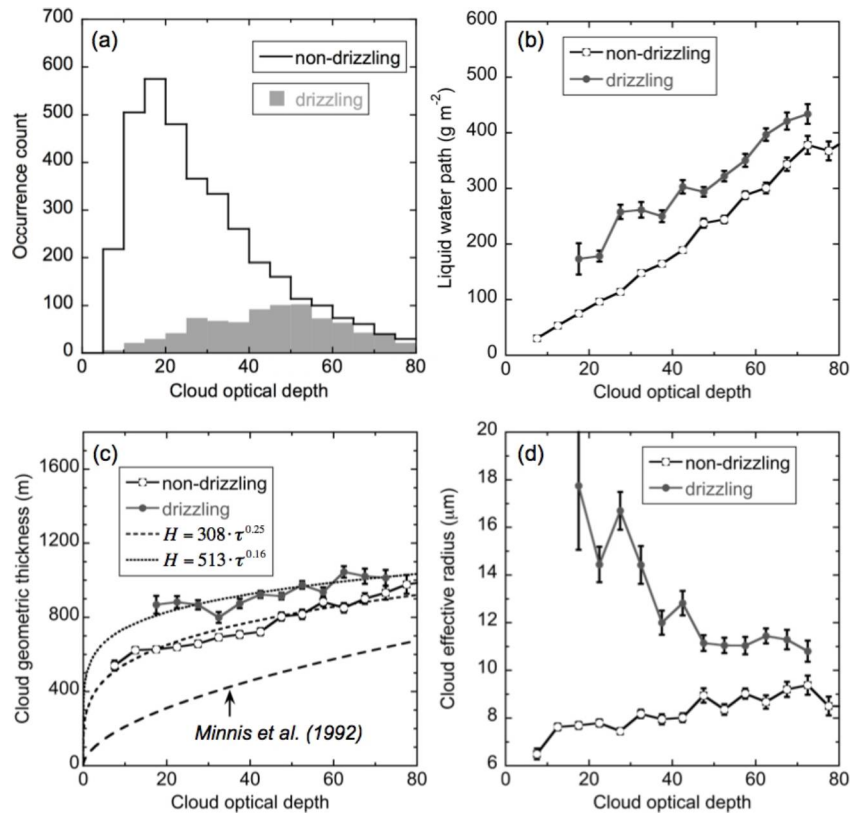 (a)
non-drizzling
drizzling
Occurrence count
700
600
500
400
300
200
100
0
0 20 40 60 80
Cloud optical depth
(b)
non-drizzling
drizzling
Liquid water path (g m⁻²)
600
500
400
300
200
100
0
0 20 40 60 80
Cloud optical depth
(c)
non-drizzling
drizzling
H = 308 · τ^0.25
H = 513 · τ^0.16
Minnis et al. (1992)
Cloud geometric thickness (m)
1600
1200
800
400
0
0 20 40 60 80
Cloud optical depth
(d)
non-drizzling
drizzling
Cloud effective radius (μm)
20
18
16
14
12
10
8
6
0 20 40 60 80
Cloud optical depth